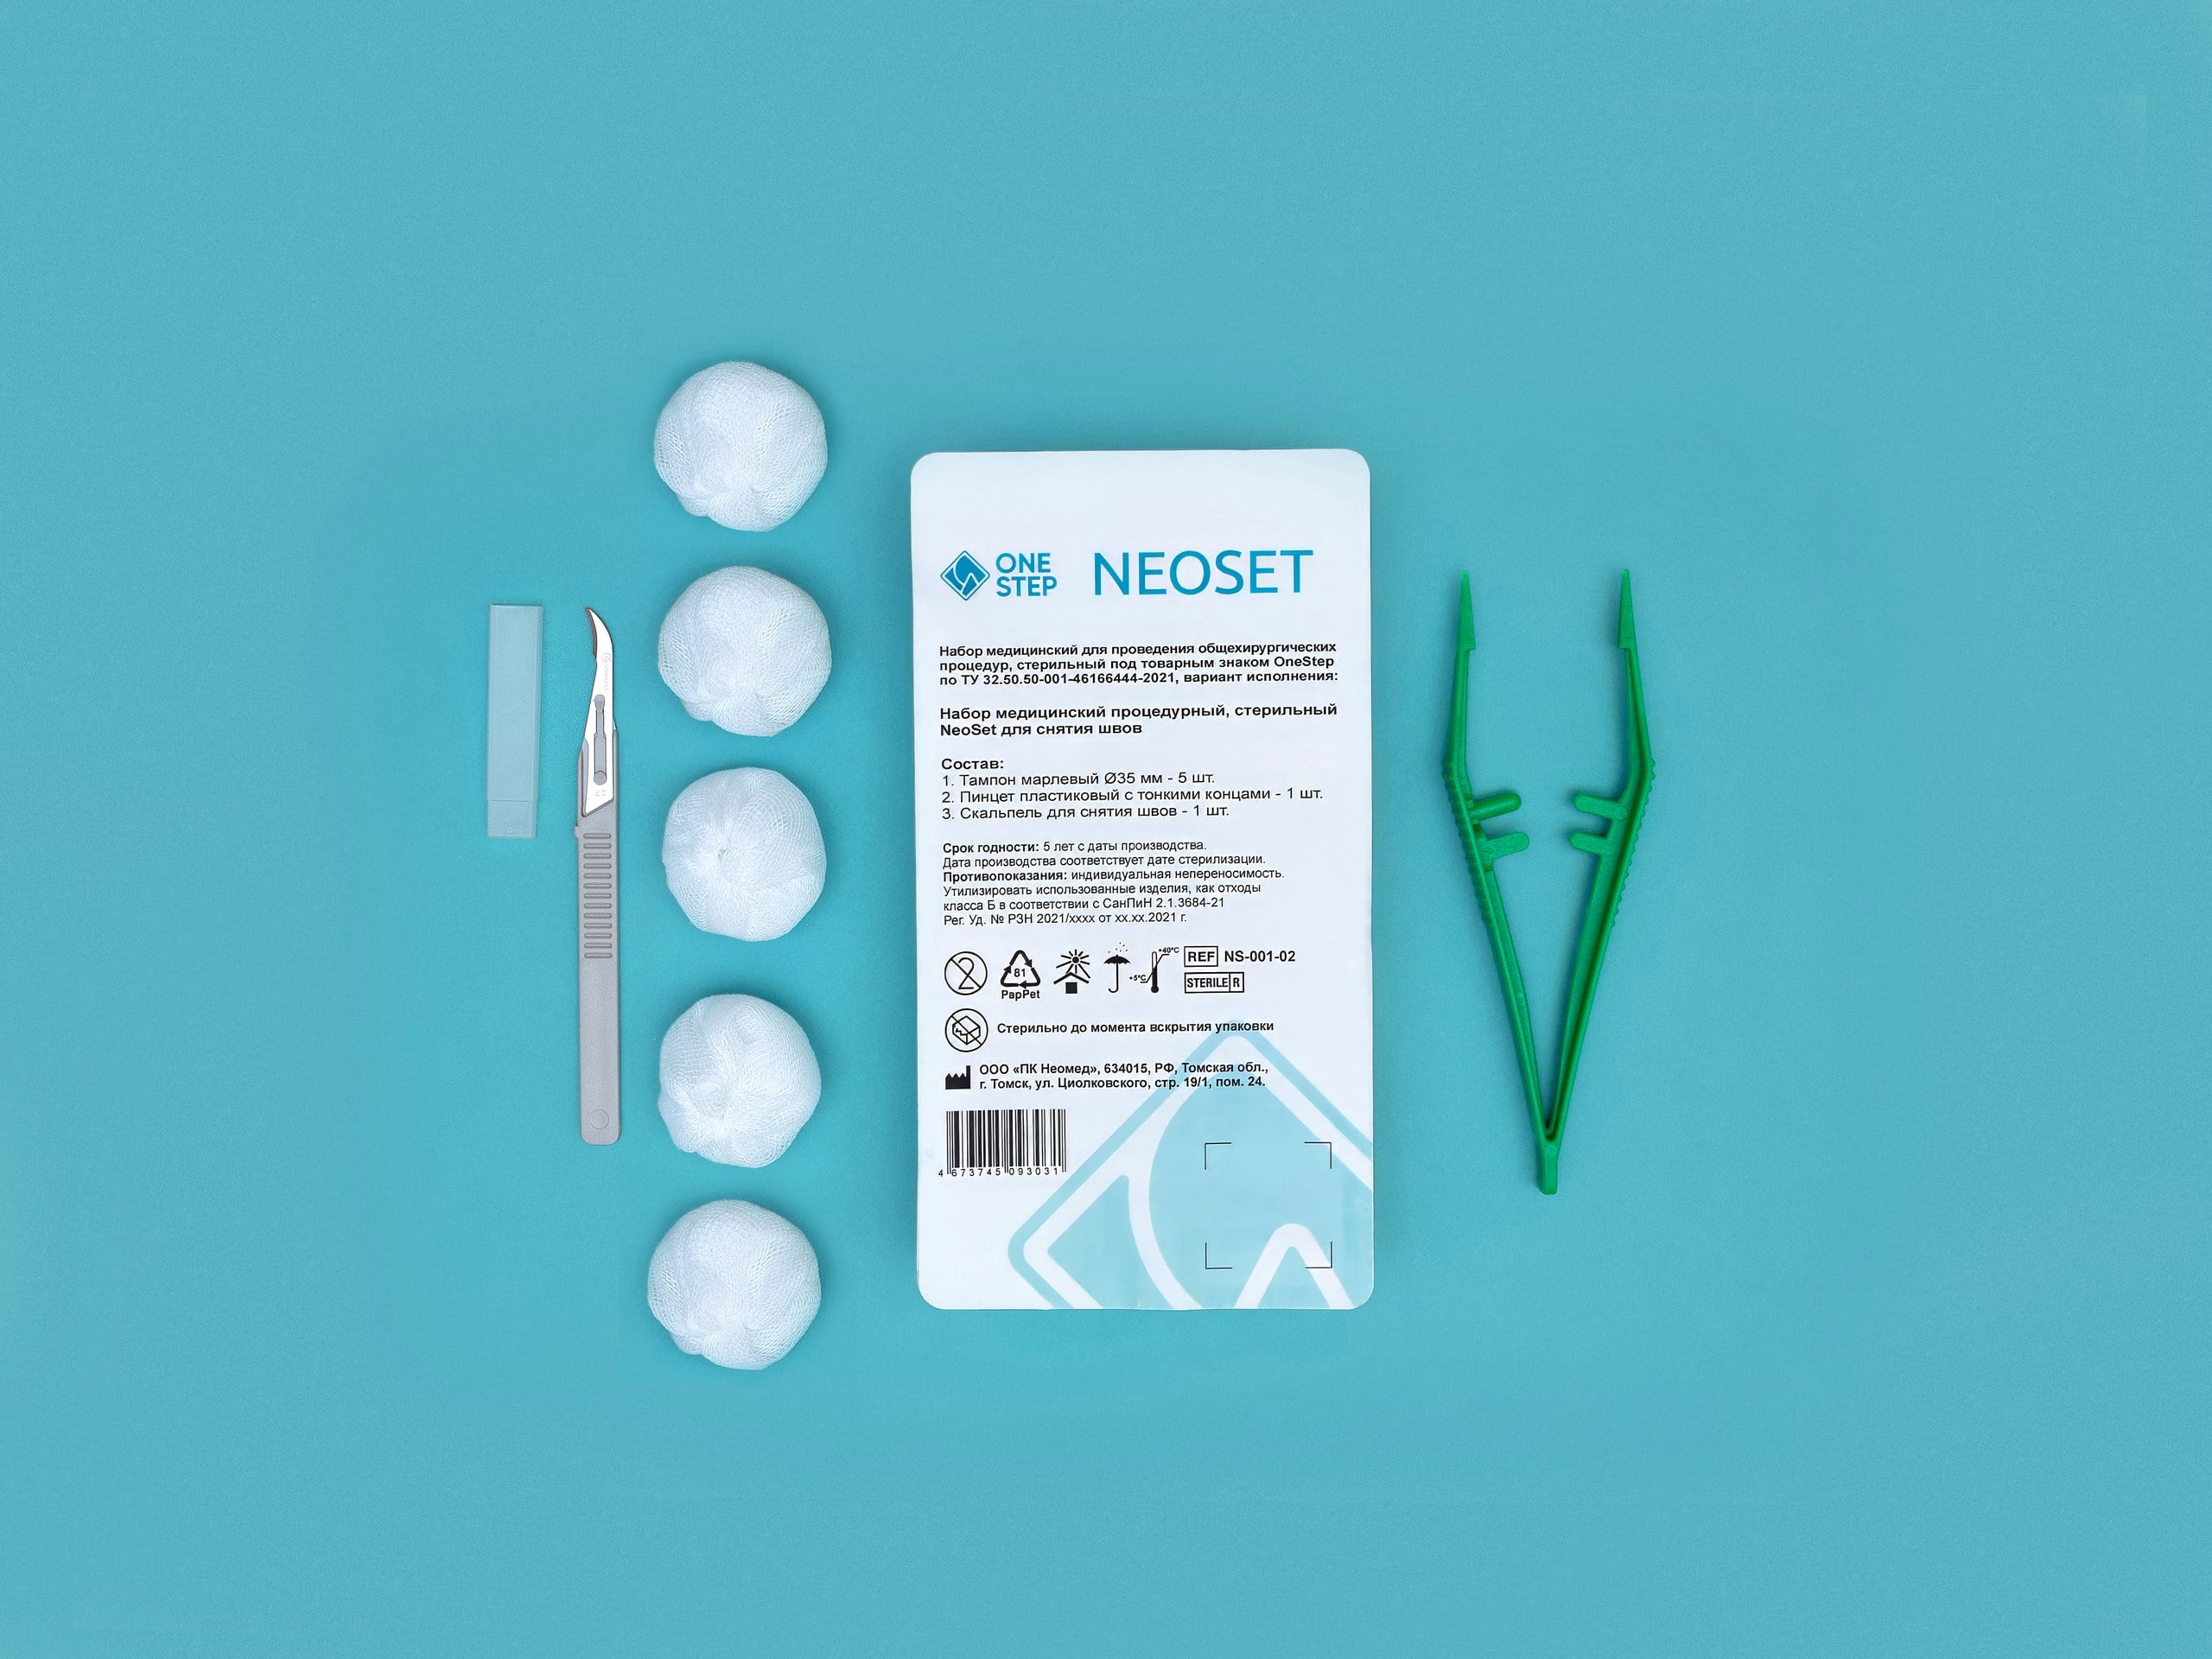 ONE
STEP
NEOSET
Набор медицинский для проведения общехирургических
процедур, стерильный под товарным знаком OneStep
по ТУ 32.50.50-001-46166444-2021, вариант исполнения:
Набор медицинский процедурный, стерильный
NeoSet для снятия швов
Состав:
1. Тампон марлевый Ø35 мм - 5 шт.
2. Пинцет пластиковый с тонкими концами - 1 шт.
3. Скальпель для снятия швов - 1 шт.
Срок годности: 5 лет с даты производства.
Дата производства соответствует дате стерилизации.
Противопоказания: индивидуальная непереносимость.
Утилизировать использованные изделия, как отходы
класса Б в соответствии с СанПиН 2.1.3684-21
Рег. Уд. № РЗН 2021/xxxx от xx.xx.2021 г.
2
81
PapPet
+5°C
+40°C
REF NS-001-02
STERILE R
Стерильно до момента вскрытия упаковки
ООО «ПК Неомед», 634015, РФ, Томская обл.,
г. Томск, ул. Циолковского, стр. 19/1, пом. 24.
4 673745 093031